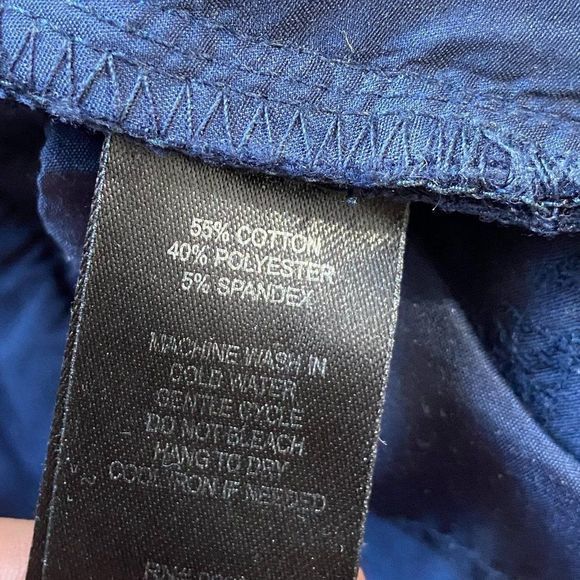 55% COTTON
40% POLYESTER
5% SPANDEX
MACHINE WASH IN
COLD WATER
GENTLE CYCLE
DO NOT BLEACH
HANG TO DRY
COOL IRON IF NEEDED